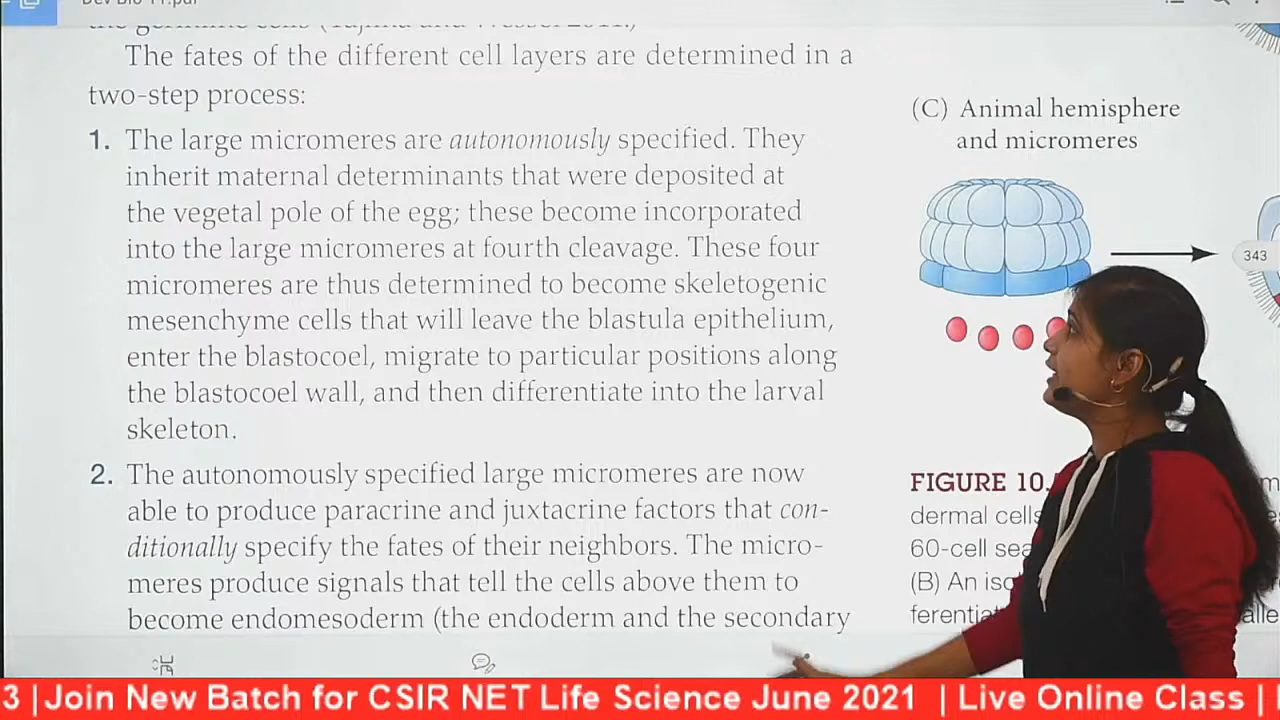 The fates of the different cell layers are determined in a
two-step process:
1. The large micromeres are autonomously specified. They
inherit maternal determinants that were deposited at
the vegetal pole of the egg; these become incorporated
into the large micromeres at fourth cleavage. These four
micromeres are thus determined to become skeletogenic
mesenchyme cells that will leave the blastula epithelium,
enter the blastocoel, migrate to particular positions along
the blastocoel wall, and then differentiate into the larval
skeleton.
2. The autonomously specified large micromeres are now
able to produce paracrine and juxtacrine factors that con-
ditionally specify the fates of their neighbors. The micro-
meres produce signals that tell the cells above them to
become endomesoderm (the endoderm and the secondary
(C) Animal hemisphere
and micromeres
343
FIGURE 10.
dermal cells
60-cell sea
(B) An
3 | Join New Batch for CSIR NET Life Science June 2021 | Live Online Class |